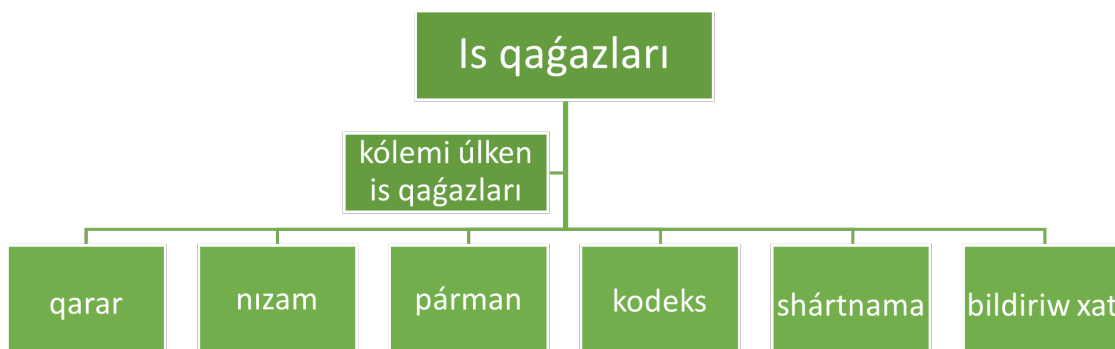 Is qaǵazları
kólemi úlken
is qaǵazları
qarar
nızam
párman
kodeks
shártnama
bildiriw xat